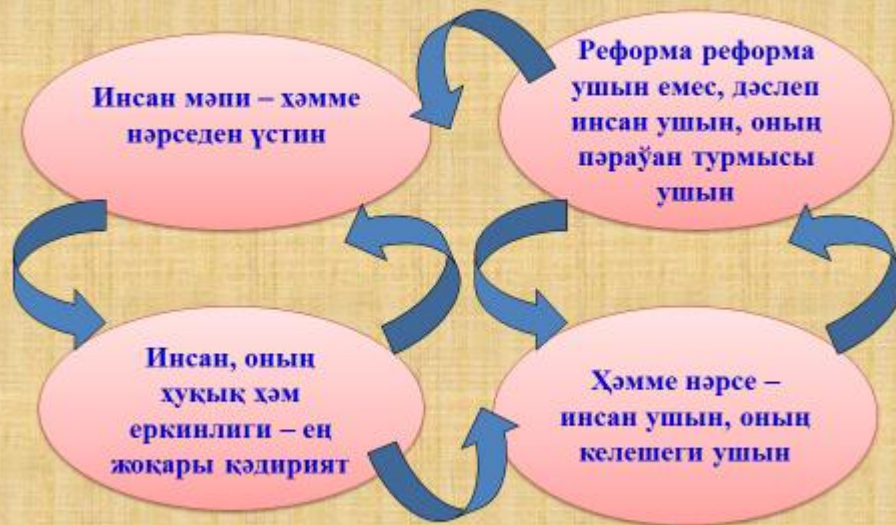 Инсан мәпи – ҳәмме
нәрседен үстин
Реформа реформа
ушын емес, дәслеп
инсан ушын, оның
пәраўан турмысы
ушын
Инсан, оның
ҳуқық ҳәм
еркинлиги – ең
жоқары қәдирият
Ҳәмме нәрсе –
инсан ушын, оның
келешеги ушын